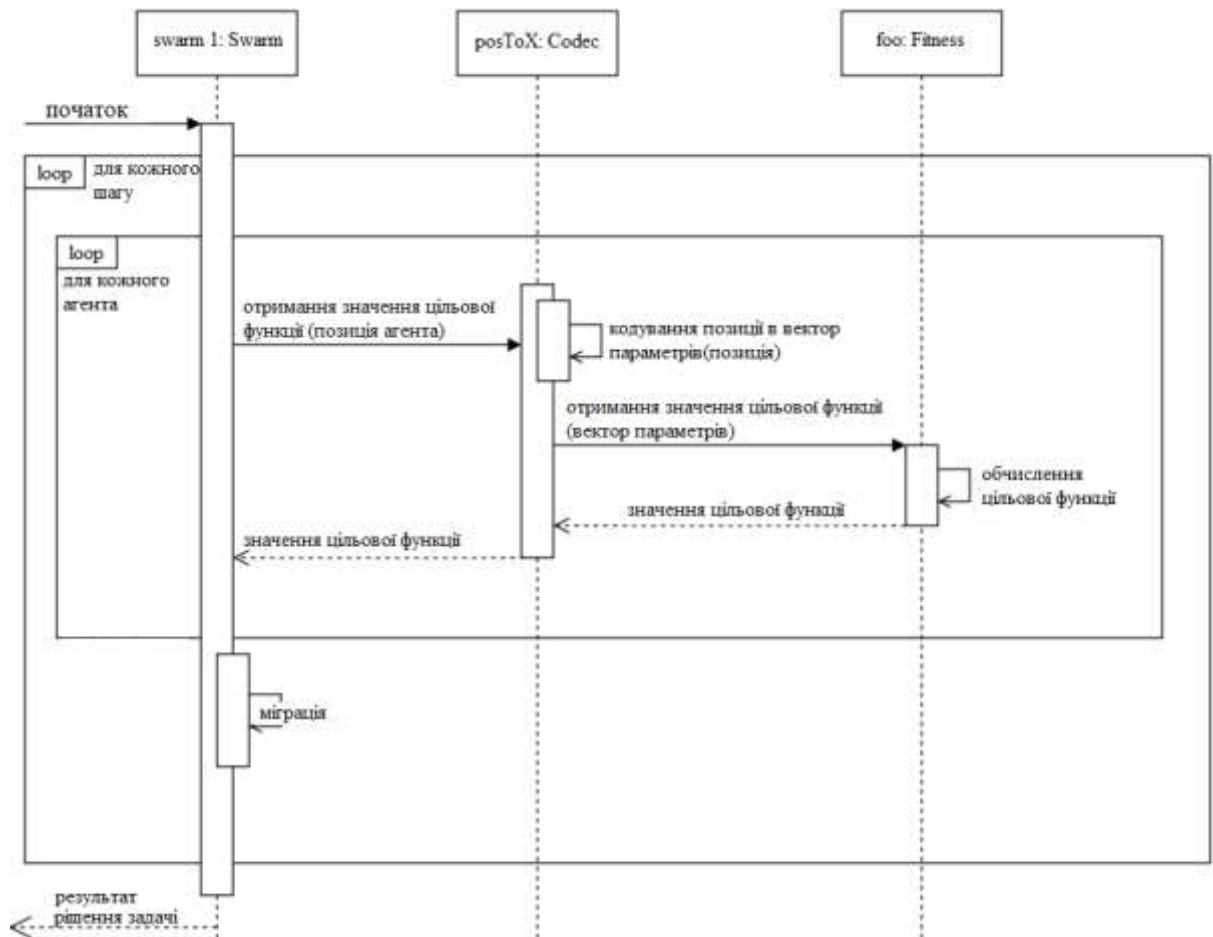 swarm 1: Swarm
posToX: Codec
foo: Fitness
початок
loop
для кожного
шагу
loop
для кожного
агента
отримання значення цільової
функції (позиція агента)
кодування позиції в вектор
параметрів(позиція)
отримання значення цільової функції
(вектор параметрів)
обчислення
цільової функції
значення цільової функції
значення цільової функції
міграція
результат
рішення задачі